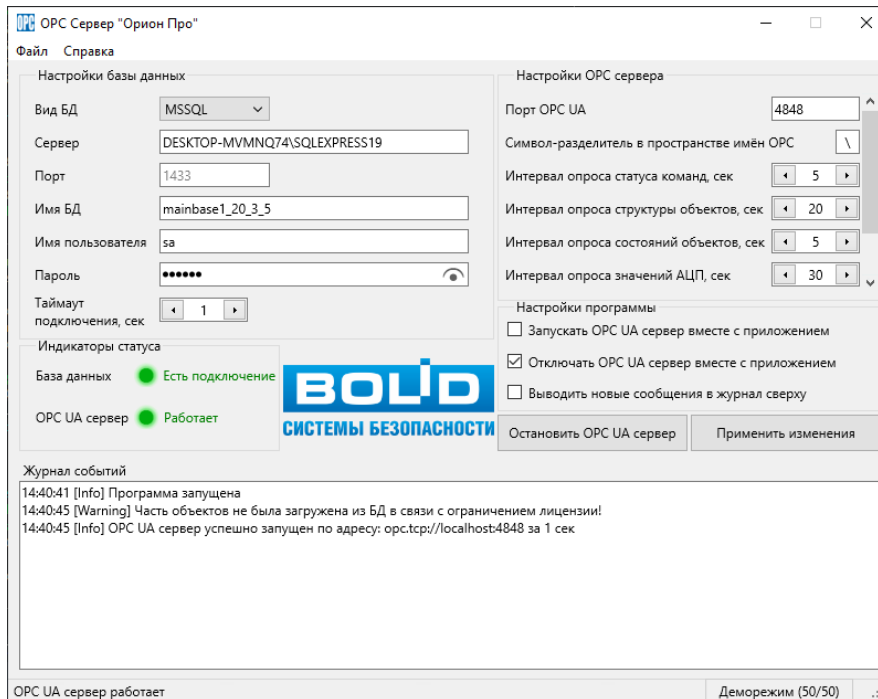 OPC ОРС Сервер "Орион Про"
Файл Справка
Настройки базы данных
Вид БД MSSQL
Сервер DESKTOP-MVMNQ74\SQLEXPRESS19
Порт 1433
Имя БД mainbase1_20_3_5
Имя пользователя sa
Пароль ••••••
Таймаут
подключения, сек 1
Настройки ОРС сервера
Порт OPC UA 4848
Символ-разделитель в пространстве имён ОРС \
Интервал опроса статуса команд, сек 5
Интервал опроса структуры объектов, сек 20
Интервал опроса состояний объектов, сек 5
Интервал опроса значений АЦП, сек 30
Индикаторы статуса
База данных Есть подключение
OPC UA сервер Работает
BOLID
СИСТЕМЫ БЕЗОПАСНОСТИ
Настройки программы
Запускать OPC UA сервер вместе с приложением
Отключать OPC UA сервер вместе с приложением
Выводить новые сообщения в журнал сверху
Остановить OPC UA сервер Применить изменения
Журнал событий
14:40:41 [Info] Программа запущена
14:40:45 [Warning] Часть объектов не была загружена из БД в связи с ограничением лицензии!
14:40:45 [Info] OPC UA сервер успешно запущен по адресу: opc.tcp://localhost:4848 за 1 сек
OPC UA сервер работает Деморежим (50/50)